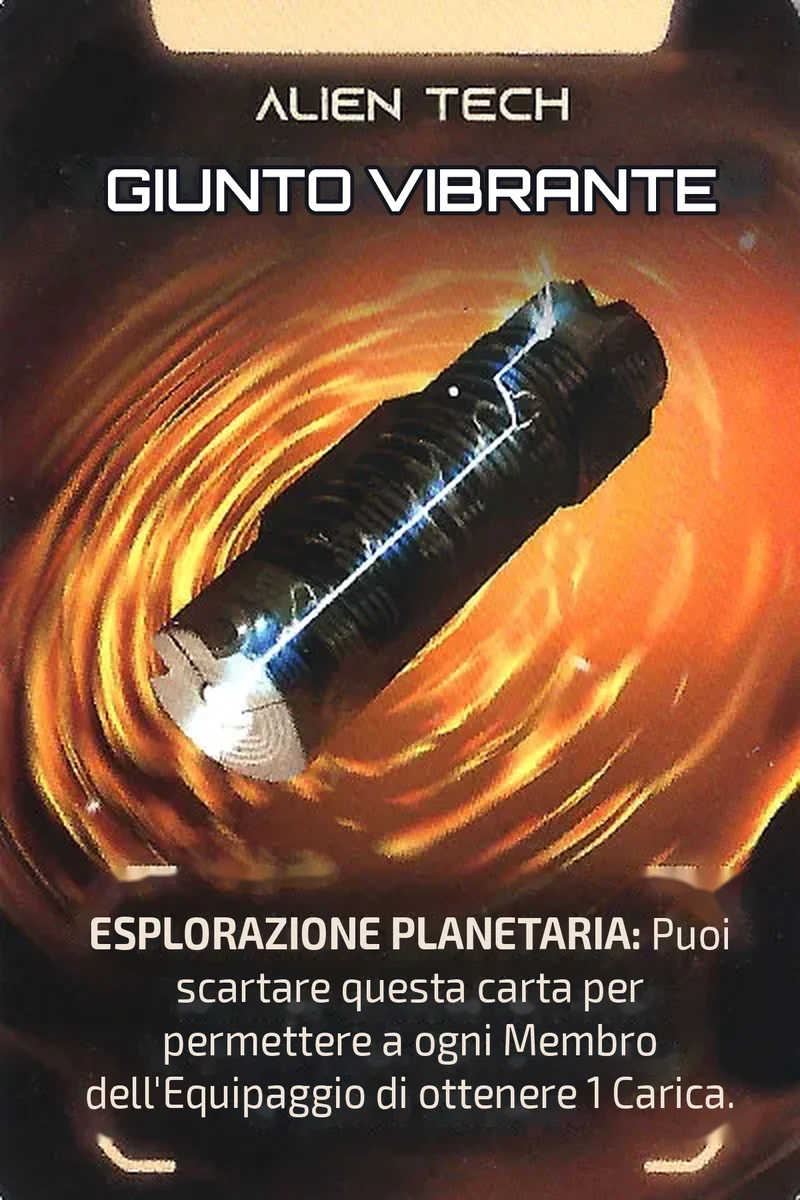 ALIEN TECH
GIUNTO VIBRANTE
ESPLORAZIONE PLANETARIA: Puoi
scartare questa carta per
permettere a ogni Membro
dell'Equipaggio di ottenere 1 Carica.